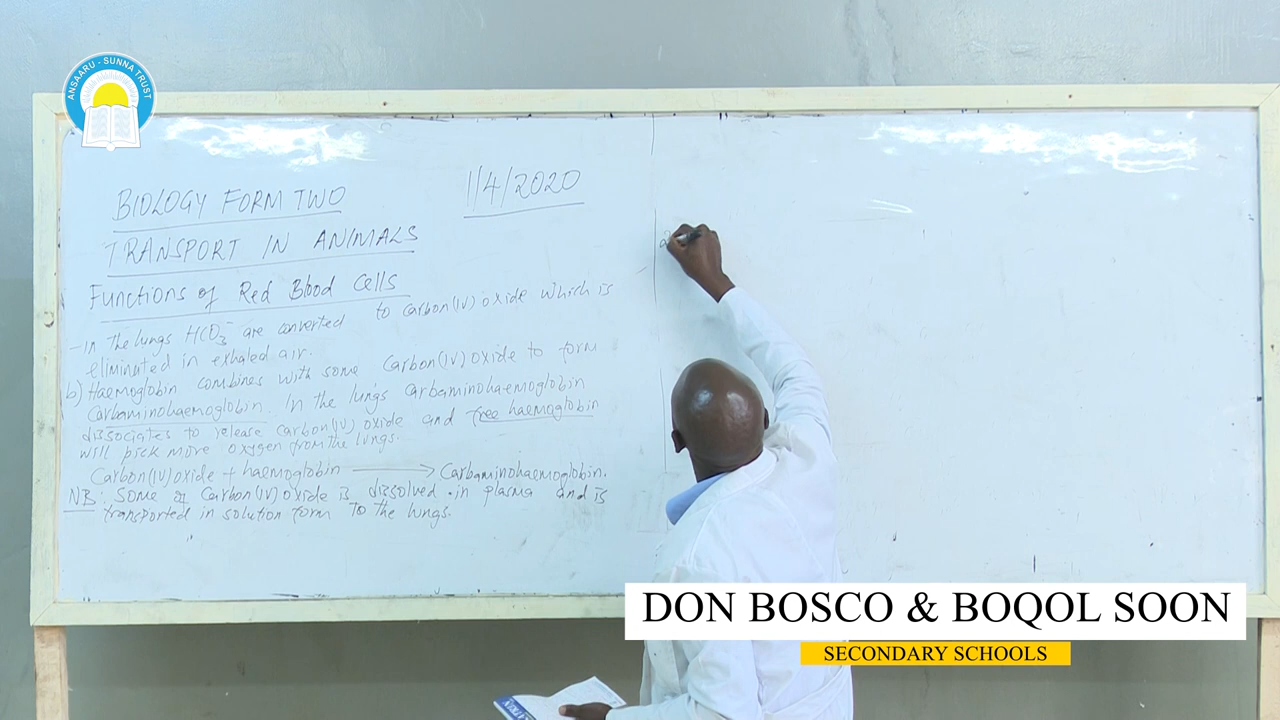 ANSAARU - SUNNA TRUST
BIOLOGY FORM TWO
1/4/2020
TRANSPORT IN ANIMALS
Functions of Red Blood Cells
- In the lungs HCO3- are converted to carbon(IV) oxide which is
eliminated in exhaled air.
b) Haemoglobin combines with some Carbon(IV) oxide to form
Carbaminohaemoglobin. In the lungs carbaminohaemoglobin
dissociates to release carbon(IV) oxide and free haemoglobin
will pick more oxygen from the lungs.
Carbon(IV) oxide + haemoglobin → Carbaminohaemoglobin.
NB: Some of Carbon(IV) oxide is dissolved in plasma and is
transported in solution form To the lungs.
DON BOSCO & BOQOL SOON
SECONDARY SCHOOLS